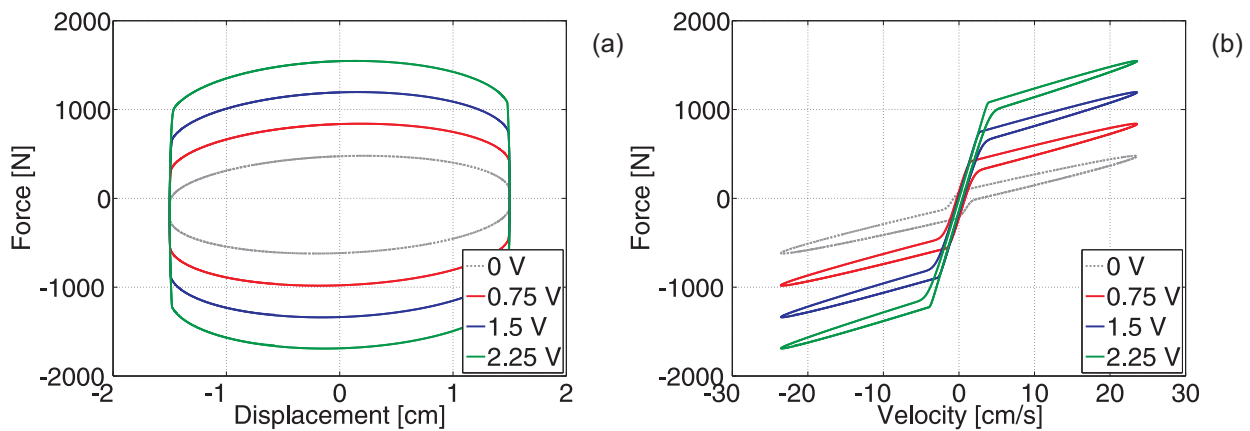 2000
1000
0
-1000
-2000
Force [N]
-2
-1
0
1
2
Displacement [cm]
0 V
0.75 V
1.5 V
2.25 V
(a)
2000
1000
0
-1000
-2000
Force [N]
-30
-20
-10
0
10
20
30
Velocity [cm/s]
0 V
0.75 V
1.5 V
2.25 V
(b)